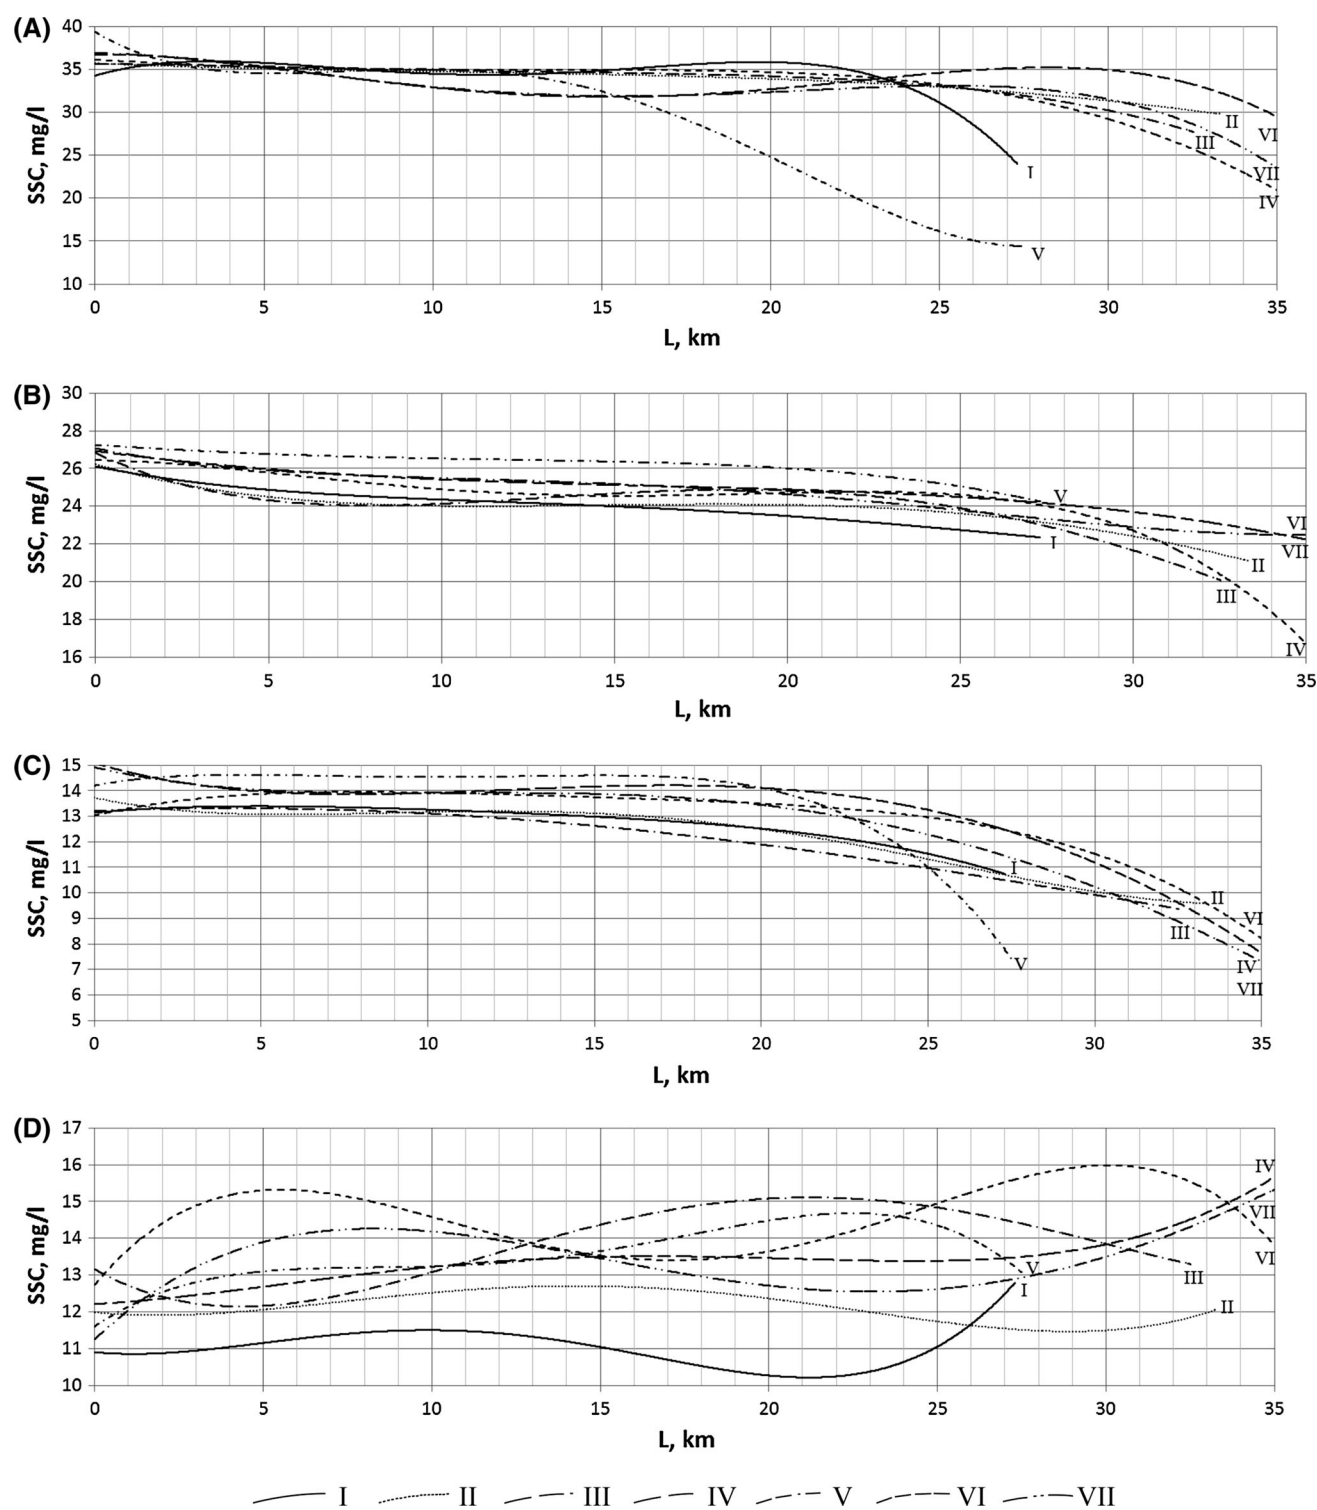 (A)
40
35
30
25
20
15
10
SSC, mg/l
II
VI
III
VII
I
IV
V
0 5 10 15 20 25 30 35
L, km
(B)
30
28
26
24
22
20
18
16
SSC, mg/l
V
VI
I
VII
II
III
IV
0 5 10 15 20 25 30 35
L, km
(C)
15
14
13
12
11
10
9
8
7
6
5
SSC, mg/l
I
II
VI
III
V
IV
VII
0 5 10 15 20 25 30 35
L, km
(D)
17
16
15
14
13
12
11
10
SSC, mg/l
IV
VII
VI
V
III
I
II
0 5 10 15 20 25 30 35
L, km
I II III IV V VI VII